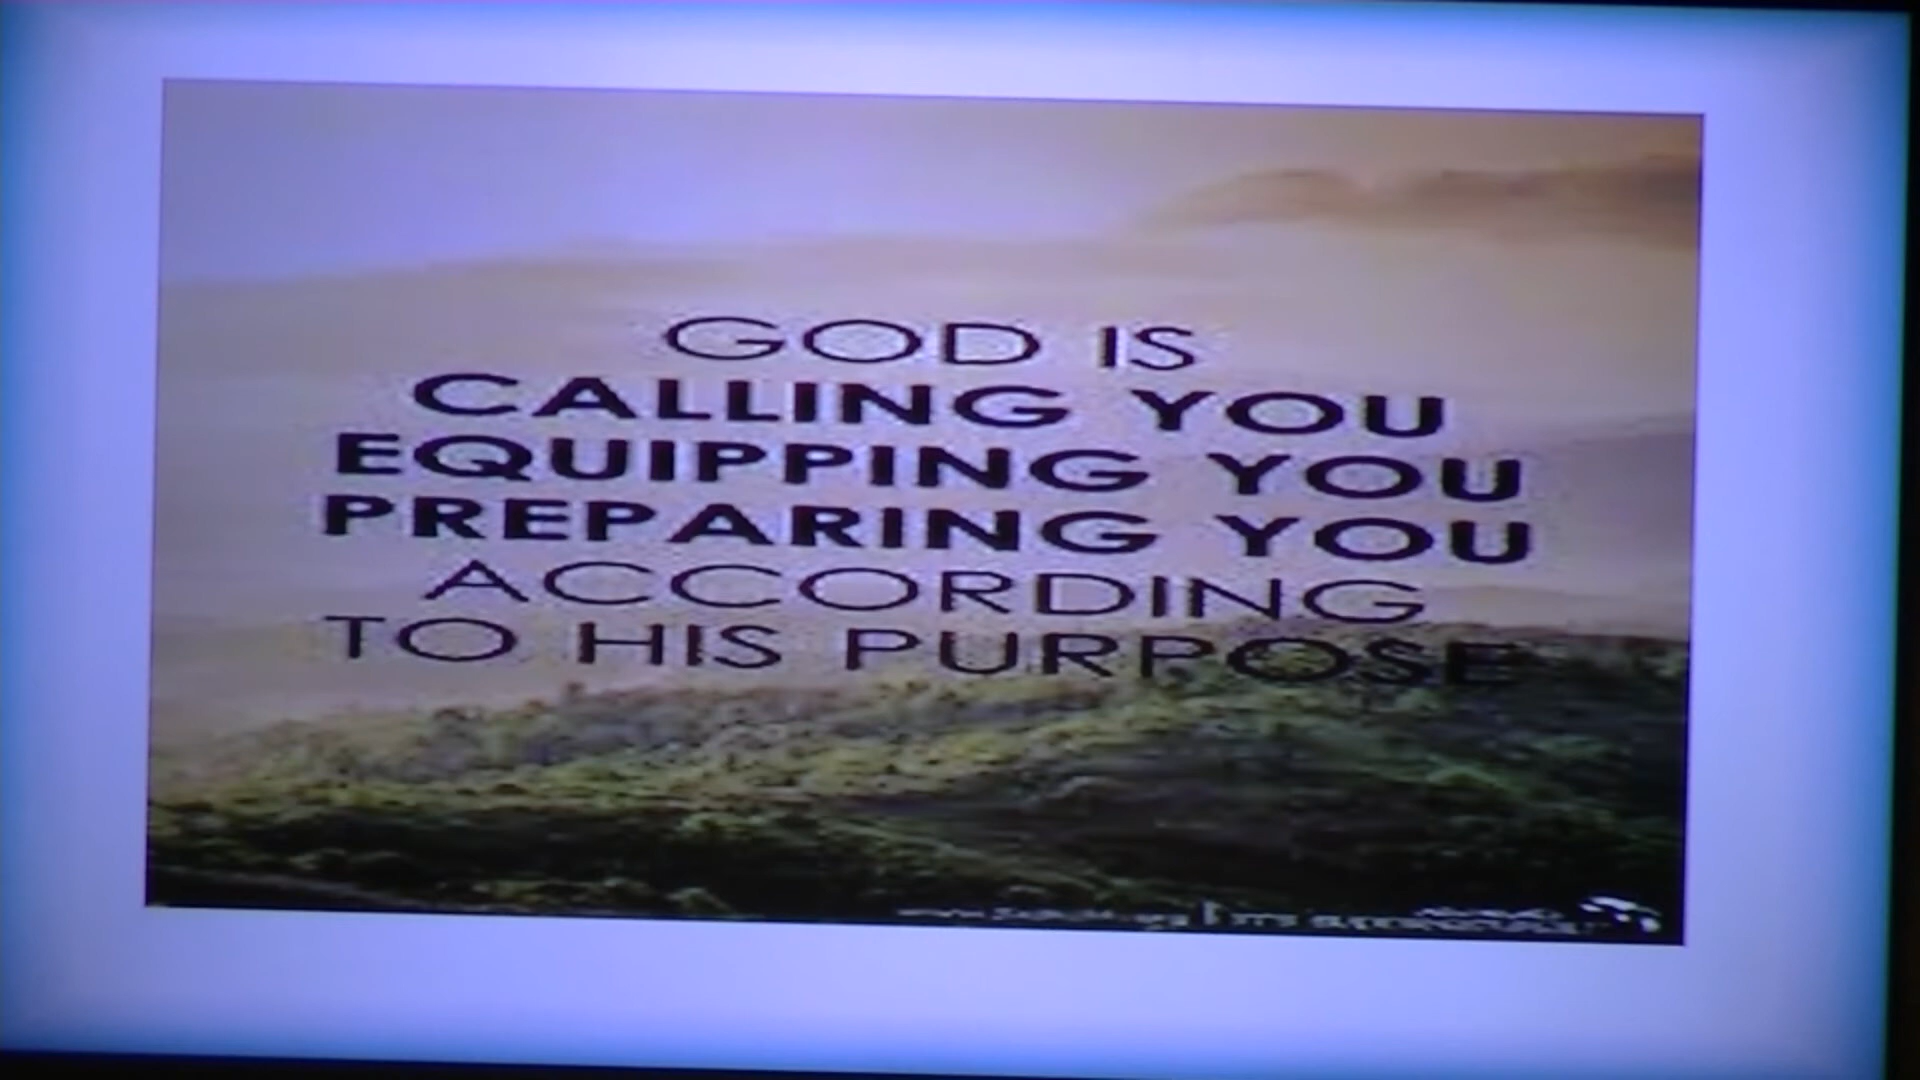 GOD IS
CALLING YOU
EQUIPPING YOU
PREPARING YOU
ACCORDING
TO HIS PURPOSE